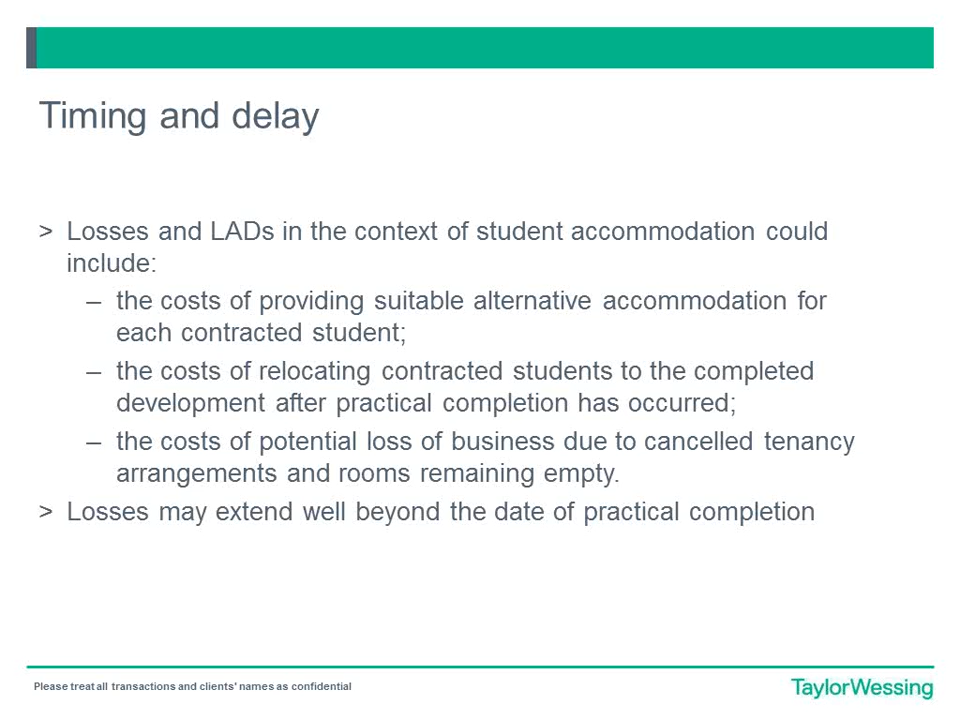 Timing and delay
> Losses and LADs in the context of student accommodation could
include:
– the costs of providing suitable alternative accommodation for
each contracted student;
– the costs of relocating contracted students to the completed
development after practical completion has occurred;
– the costs of potential loss of business due to cancelled tenancy
arrangements and rooms remaining empty.
> Losses may extend well beyond the date of practical completion
Please treat all transactions and clients' names as confidential
TaylorWessing